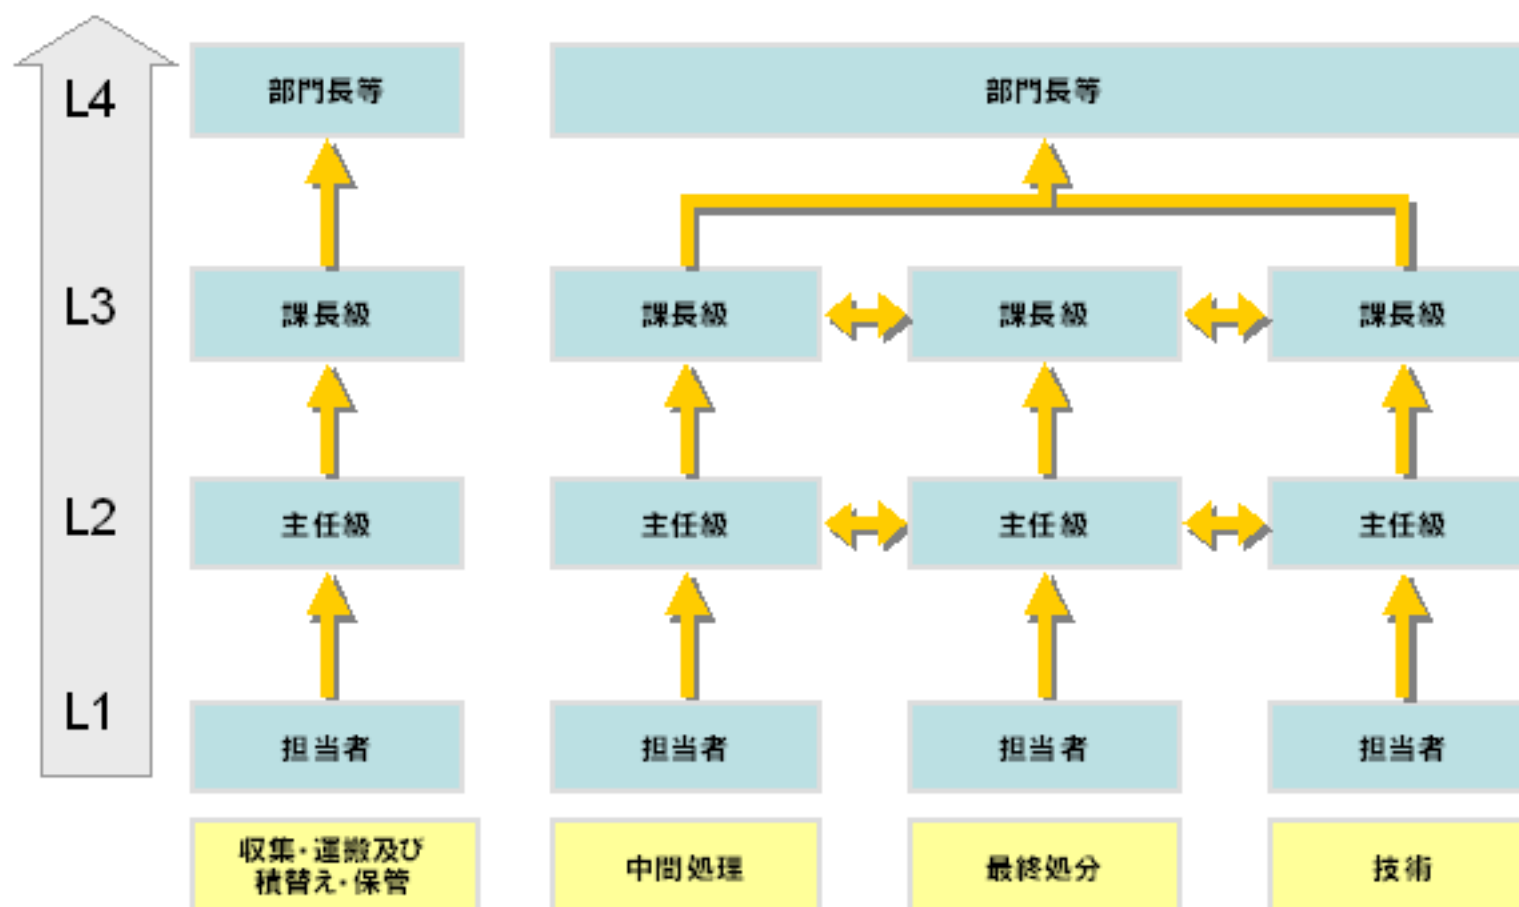 L4
部門長等
部門長等
L3
課長級
課長級
課長級
課長級
L2
主任級
主任級
主任級
主任級
L1
担当者
担当者
担当者
担当者
収集・運搬及び
積替え・保管
中間処理
最終処分
技術